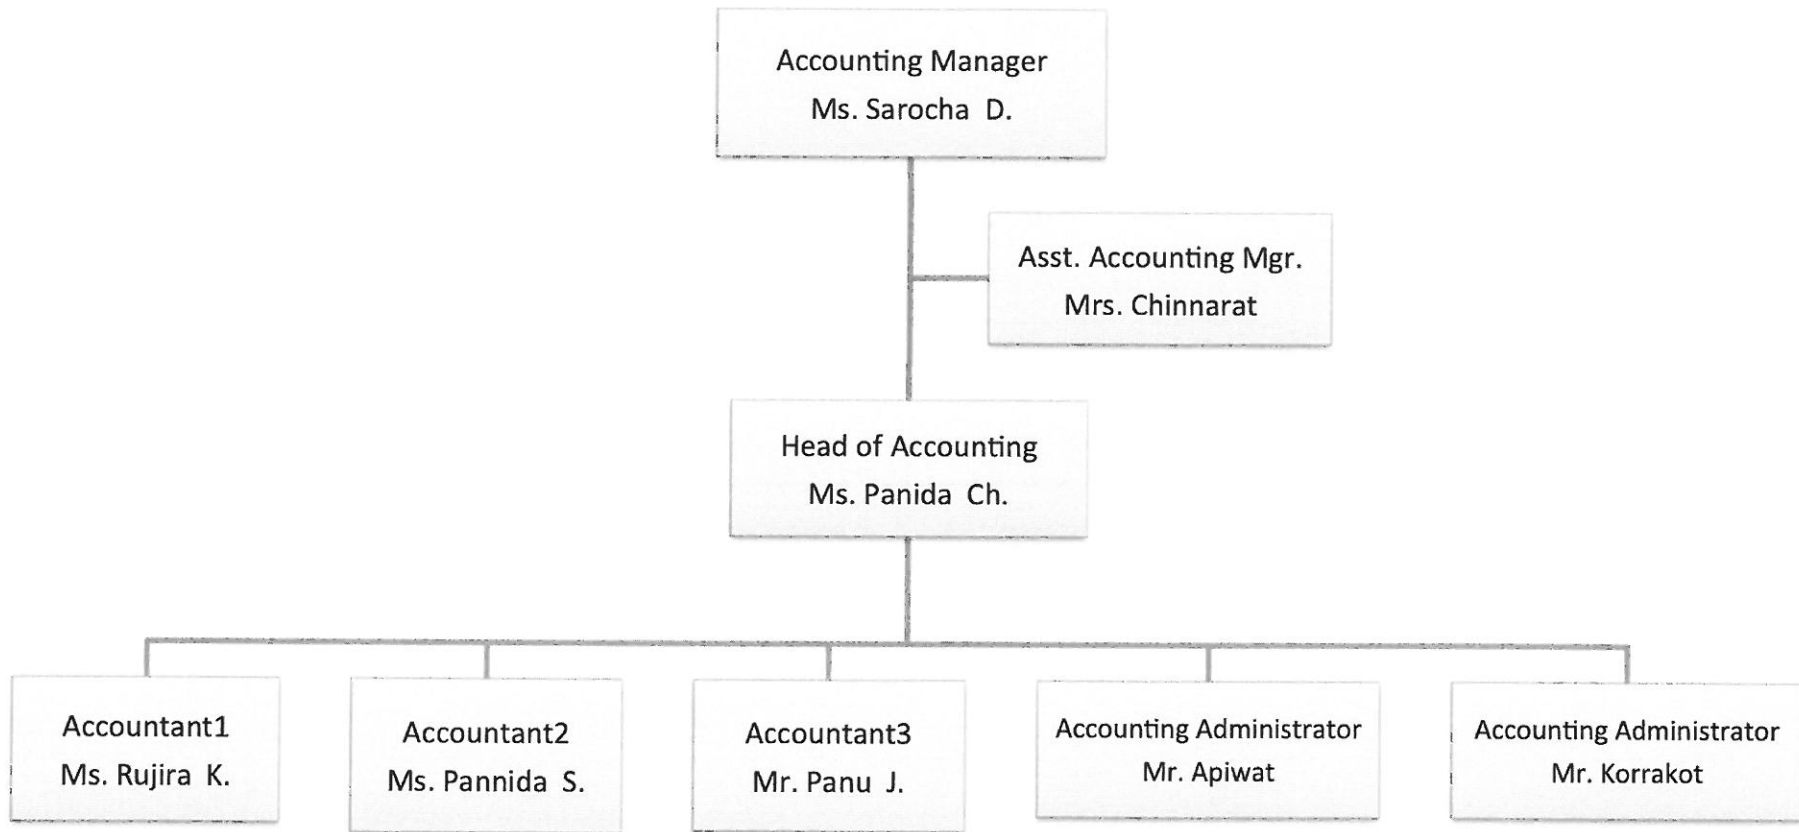 Accounting Manager
Ms. Sarocha D.
Asst. Accounting Mgr.
Mrs. Chinnarat
Head of Accounting
Ms. Panida Ch.
Accountant1
Ms. Rujira K.
Accountant2
Ms. Pannida S.
Accountant3
Mr. Panu J.
Accounting Administrator
Mr. Apiwat
Accounting Administrator
Mr. Korrakot